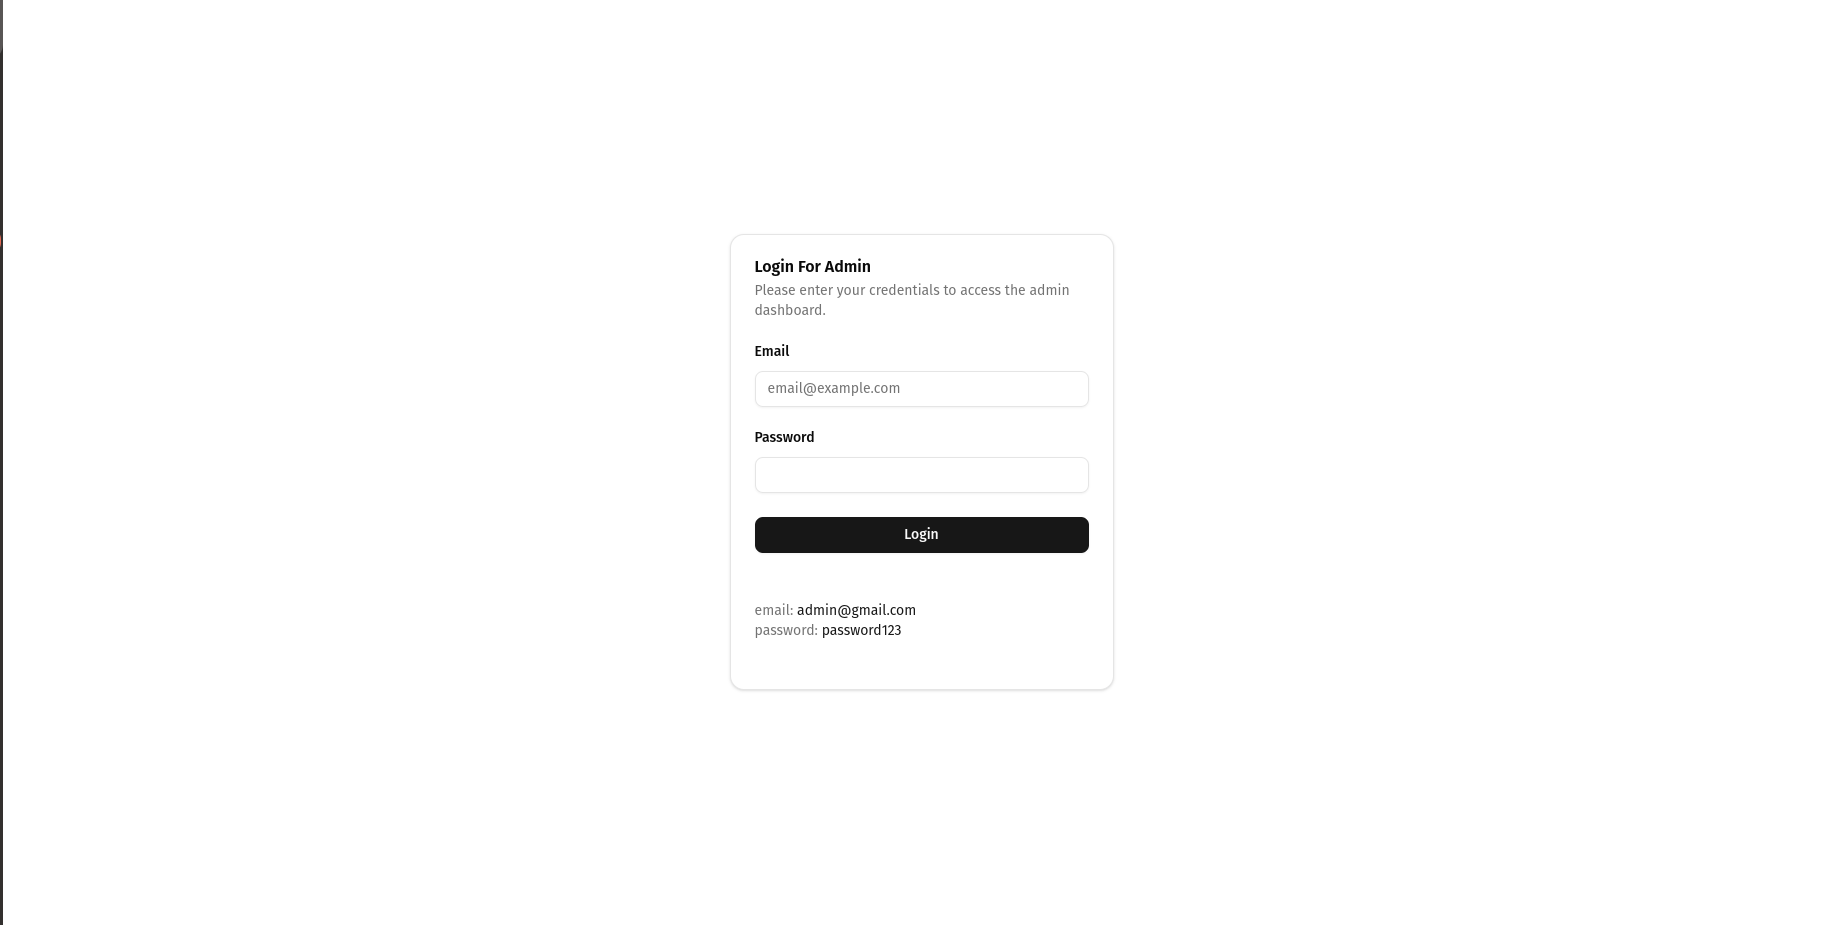 Login For Admin
Please enter your credentials to access the admin
dashboard.
Email
email@example.com
Password
Login
email: admin@gmail.com
password: password123